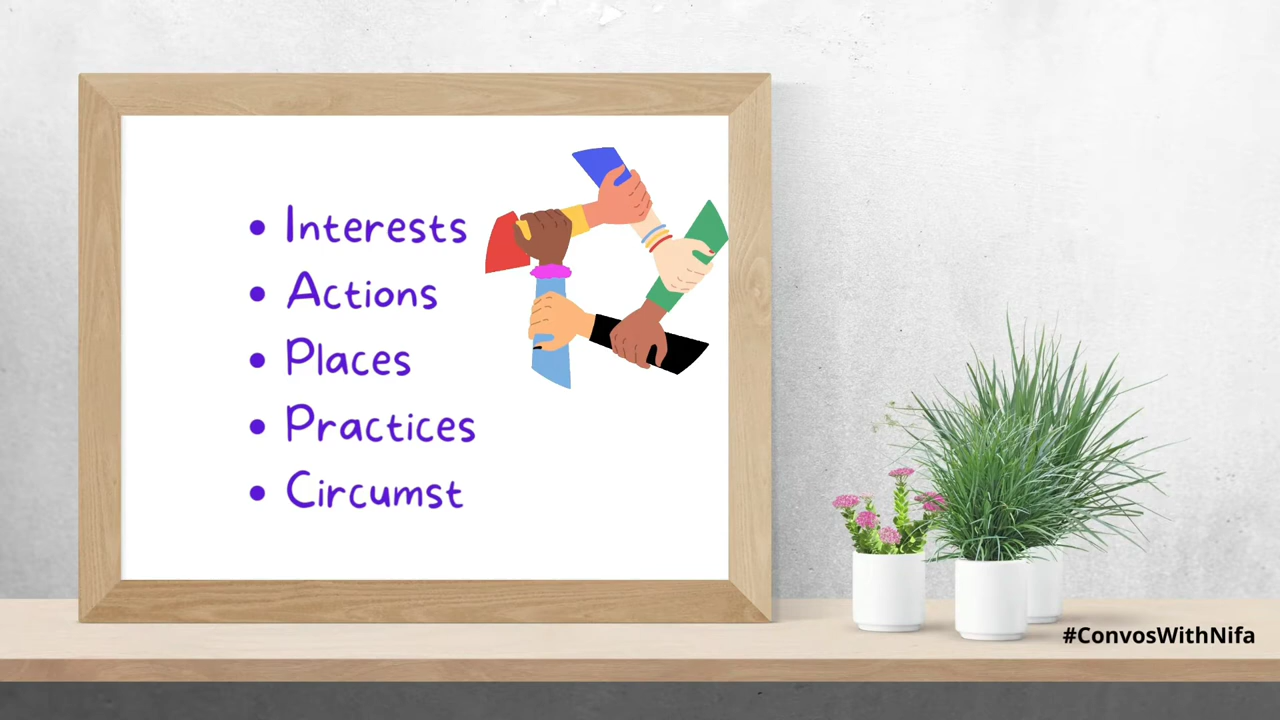 • Interests
• Actions
• Places
• Practices
• Circumst
#ConvosWithNifa